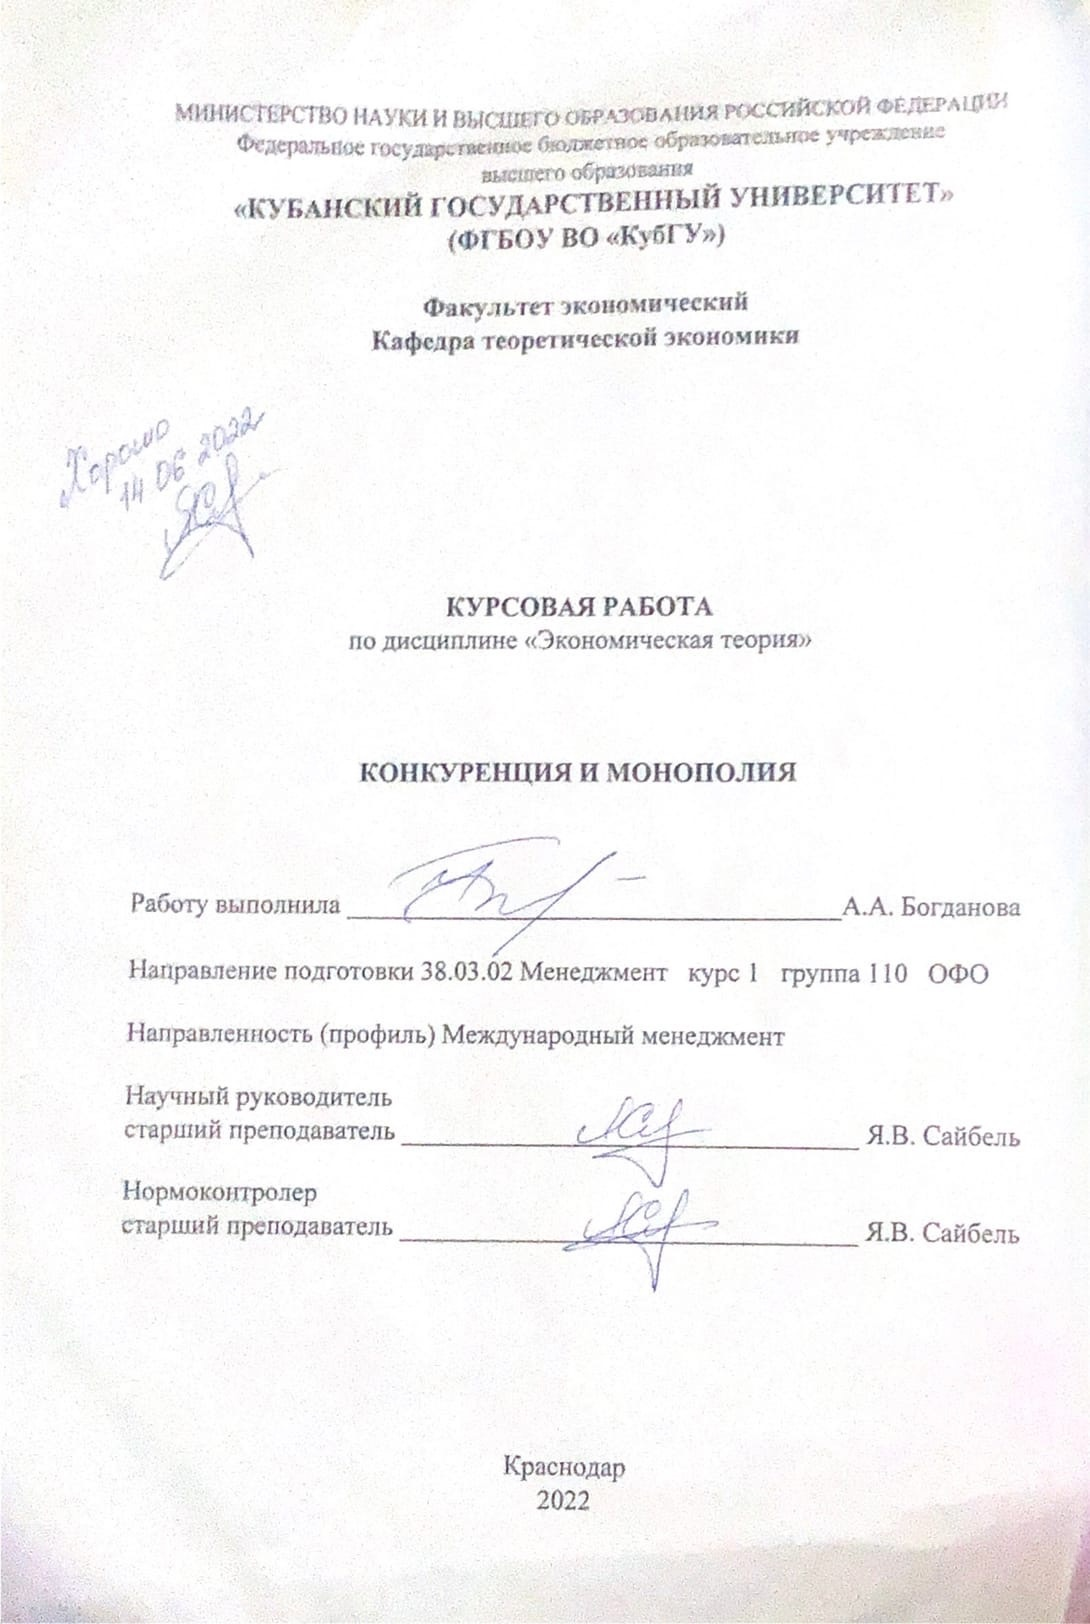 МИНИСТЕРСТВО НАУКИ И ВЫСШЕГО ОБРАЗОВАНИЯ РОССИЙСКОЙ ФЕДЕРАЦИИ
Федеральное государственное бюджетное образовательное учреждение
высшего образования
«КУБАНСКИЙ ГОСУДАРСТВЕННЫЙ УНИВЕРСИТЕТ»
(ФГБОУ ВО «КубГУ»)
Факультет экономический
Кафедра теоретической экономики
Хорошо
14 06 2022
КУРСОВАЯ РАБОТА
по дисциплине «Экономическая теория»
КОНКУРЕНЦИЯ И МОНОПОЛИЯ
Работу выполнила А.А. Богданова
Направление подготовки 38.03.02 Менеджмент курс 1 группа 110 ОФО
Направленность (профиль) Международный менеджмент
Научный руководитель
старший преподаватель Я.В. Сайбель
Нормоконтролер
старший преподаватель Я.В. Сайбель
Краснодар
2022